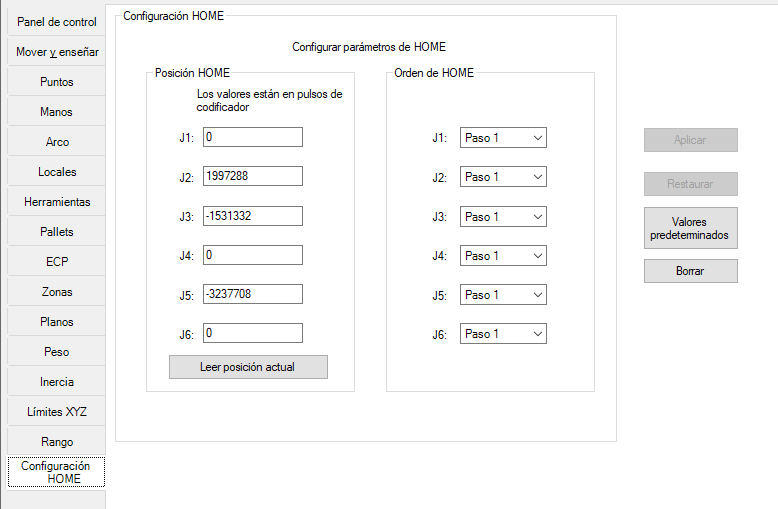 Panel de control
Mover y enseñar
Puntos
Manos
Arco
Locales
Herramientas
Pallets
ECP
Zonas
Planos
Peso
Inercia
Límites XYZ
Rango
Configuración
HOME
Configuración HOME
Configurar parámetros de HOME
Posición HOME
Los valores están en pulsos de
codificador
J1: 0
J2: 1997288
J3: -1531332
J4: 0
J5: -3237708
J6: 0
Leer posición actual
Orden de HOME
J1: Paso 1
J2: Paso 1
J3: Paso 1
J4: Paso 1
J5: Paso 1
J6: Paso 1
Aplicar
Restaurar
Valores
predeterminados
Borrar